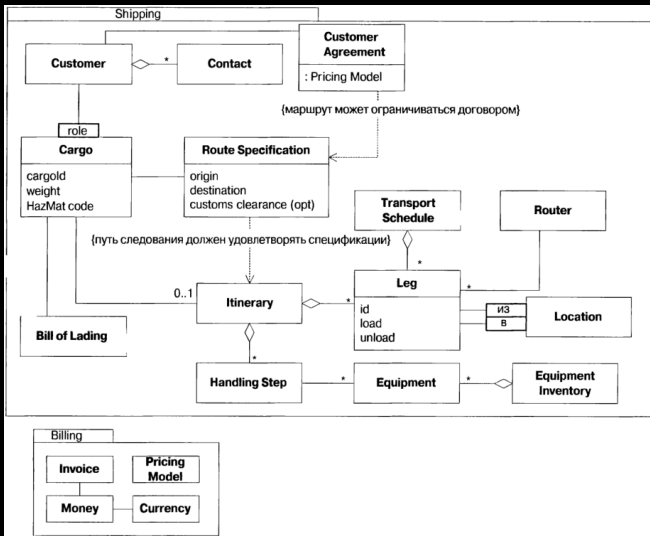 Shipping
Customer
*
Contact
Customer
Agreement
: Pricing Model
{маршрут может ограничиваться договором}
role
Cargo
cargoId
weight
HazMat code
Route Specification
origin
destination
customs clearance (opt)
Transport
Schedule
Router
{путь следования должен удовлетворять спецификации}
*
*
0..1
Itinerary
*
Leg
id
load
unload
из
в
Location
Bill of Lading
*
Handling Step
*
Equipment
*
Equipment
Inventory
Billing
Invoice
Pricing
Model
Money
Currency